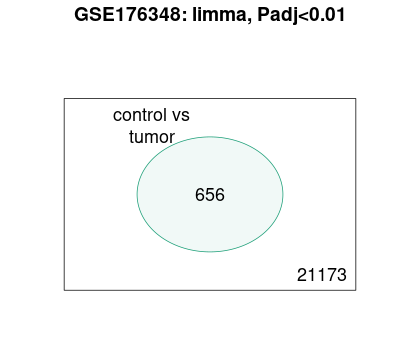 GSE176348: limma, Padj<0.01
control vs
tumor
656
21173